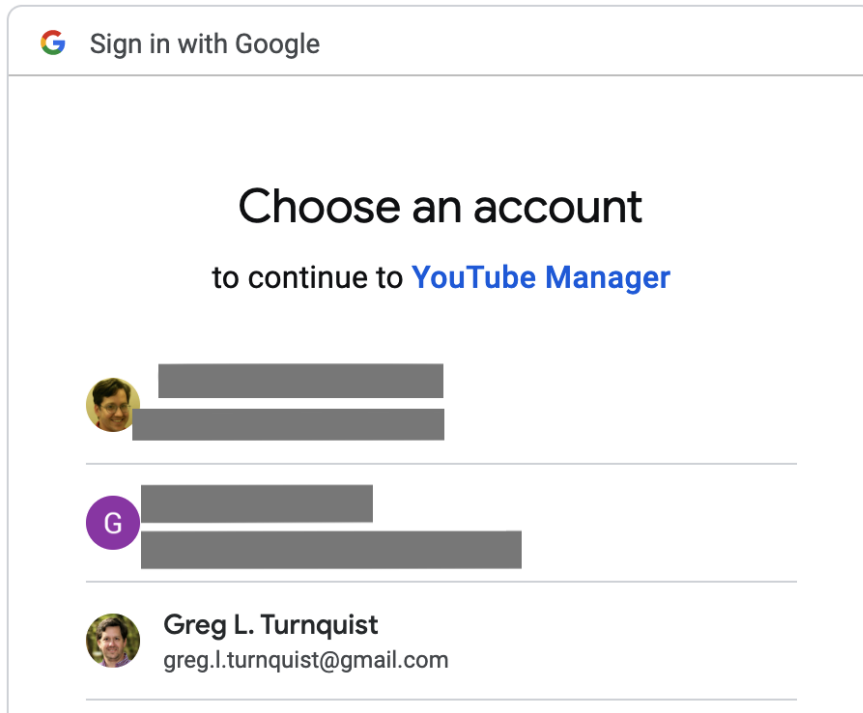 Sign in with Google
Choose an account
to continue to YouTube Manager
G
Greg L. Turnquist
greg.l.turnquist@gmail.com